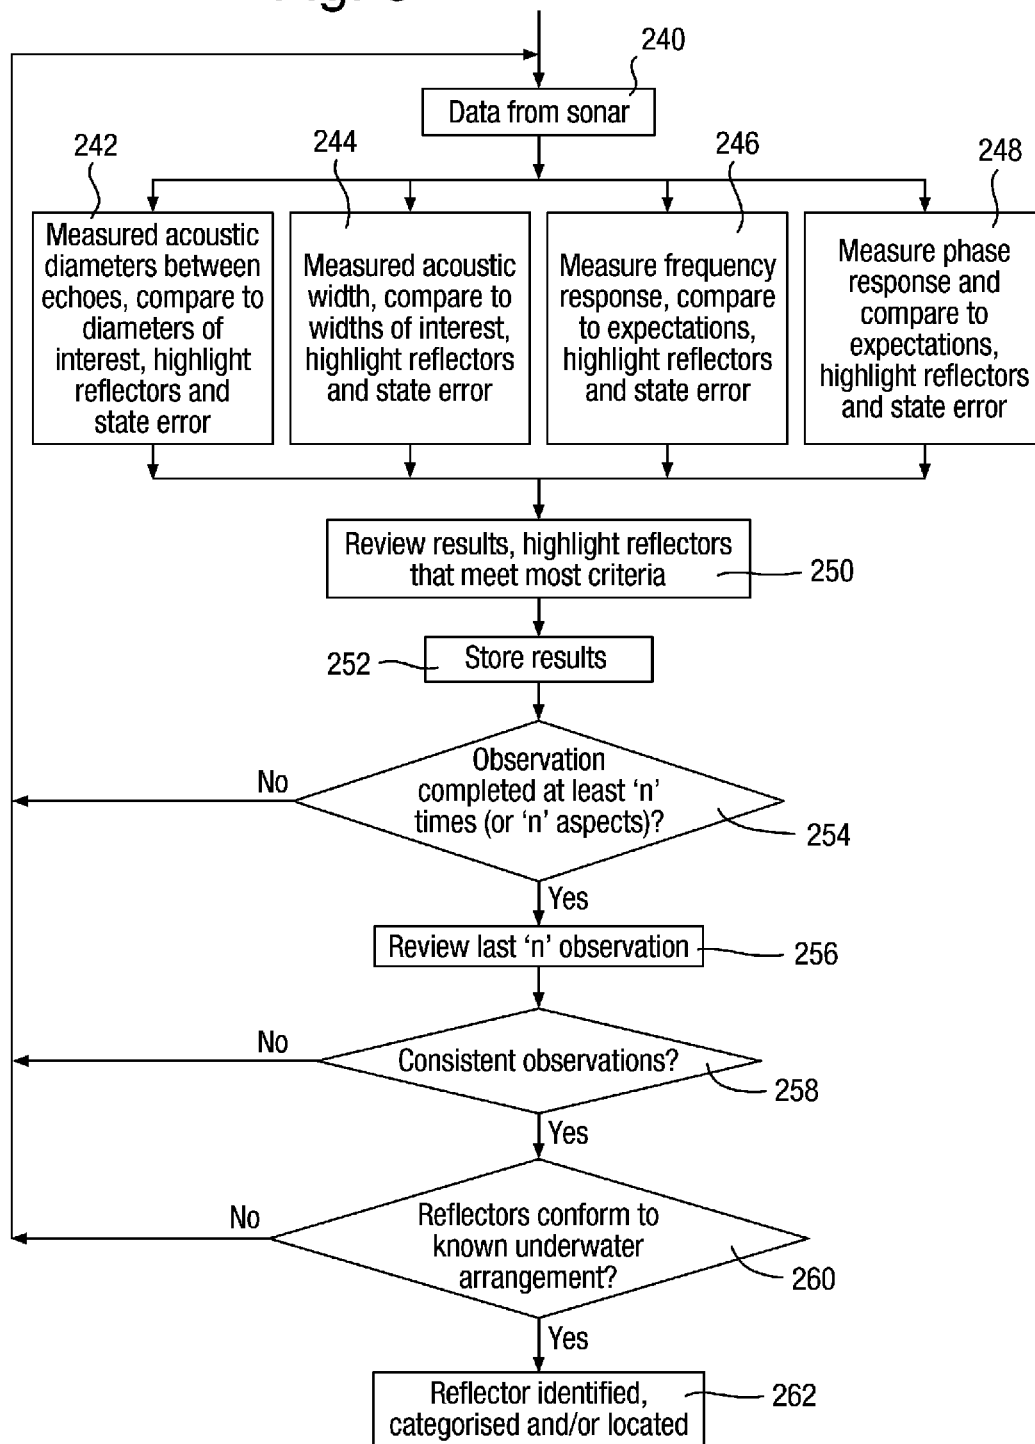 240
Data from sonar
242
244
246
248
Measured acoustic
diameters between
echoes, compare to
diameters of
interest, highlight
reflectors and
state error
Measured acoustic
width, compare to
widths of interest,
highlight reflectors
and state error
Measure frequency
response, compare
to expectations,
highlight reflectors
and state error
Measure phase
response and
compare to
expectations,
highlight reflectors
and state error
Review results, highlight reflectors
that meet most criteria
250
252
Store results
No
Observation
completed at least ‘n’
times (or ‘n’ aspects)?
254
Yes
Review last ‘n’ observation
256
No
Consistent observations?
258
Yes
No
Reflectors conform to
known underwater
arrangement?
260
Yes
Reflector identified,
categorised and/or located
262